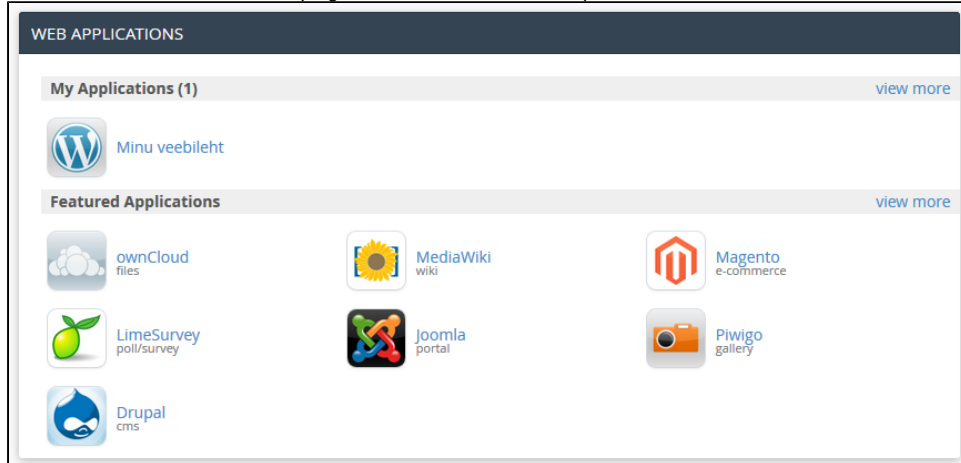 WEB APPLICATIONS
My Applications (1) view more
Minu veebileht
Featured Applications view more
ownCloud MediaWiki Magento
files wiki e-commerce
LimeSurvey Joomla Piwigo
poll/survey portal gallery
Drupal
cms